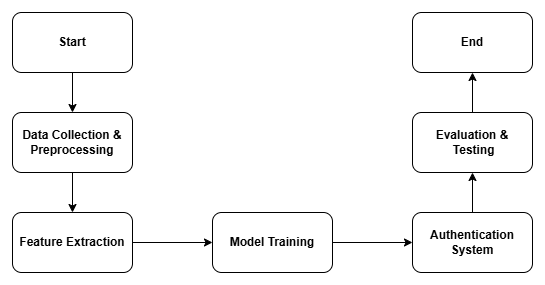 Start
Data Collection &
Preprocessing
Feature Extraction
Model Training
Authentication
System
Evaluation &
Testing
End